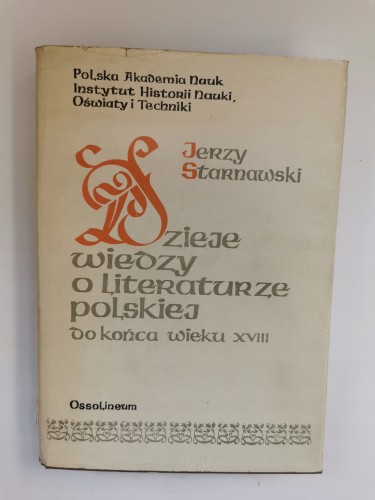 Polska Akademia Nauk
Instytut Historii Nauki,
Oświaty i Techniki
Jerzy
Starnawski
Dzieje
wiedzy
o literaturze
polskiej
do końca wieku XVIII
Ossolineum